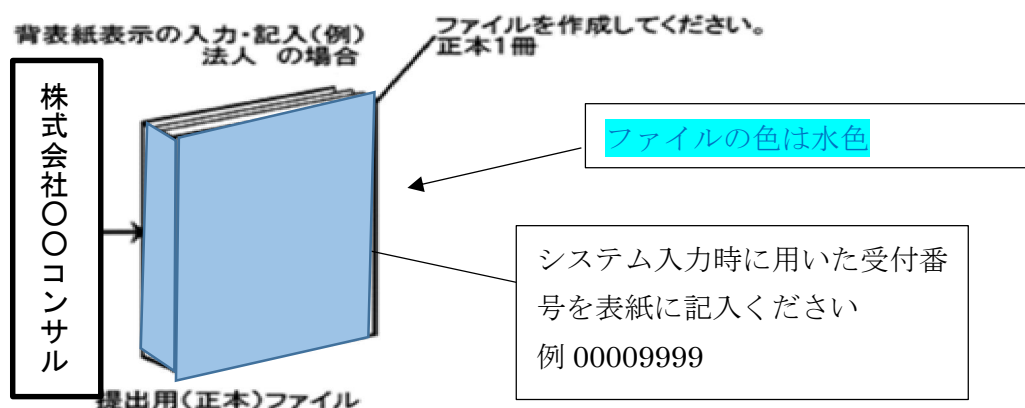 背表紙表示の入力・記入(例)
法人 の場合
ファイルを作成してください。
正本1冊
株式会社〇〇コンサル
ファイルの色は水色
システム入力時に用いた受付番
号を表紙に記入ください
例 00009999
提出用(正本)ファイル